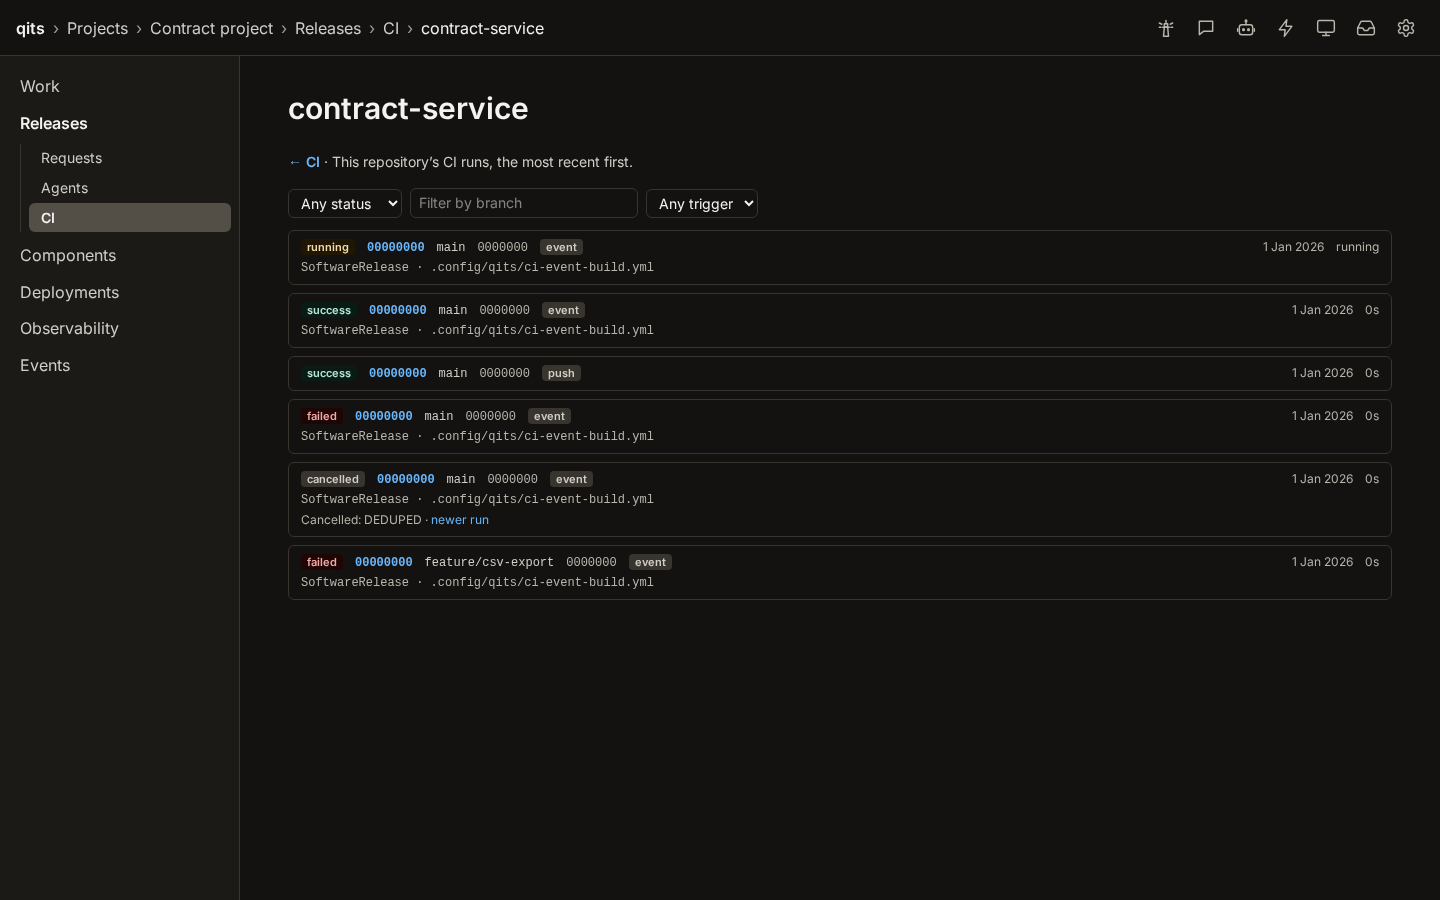 qits › Projects › Contract project › Releases › CI › contract-service
Work
Releases
Requests
Agents
CI
Components
Deployments
Observability
Events
contract-service
← CI · This repository’s CI runs, the most recent first.
Any status Filter by branch Any trigger
running 00000000 main 0000000 event 1 Jan 2026 running
SoftwareRelease · .config/qits/ci-event-build.yml
success 00000000 main 0000000 event 1 Jan 2026 0s
SoftwareRelease · .config/qits/ci-event-build.yml
success 00000000 main 0000000 push 1 Jan 2026 0s
failed 00000000 main 0000000 event 1 Jan 2026 0s
SoftwareRelease · .config/qits/ci-event-build.yml
cancelled 00000000 main 0000000 event 1 Jan 2026 0s
SoftwareRelease · .config/qits/ci-event-build.yml
Cancelled: DEDUPED · newer run
failed 00000000 feature/csv-export 0000000 event 1 Jan 2026 0s
SoftwareRelease · .config/qits/ci-event-build.yml